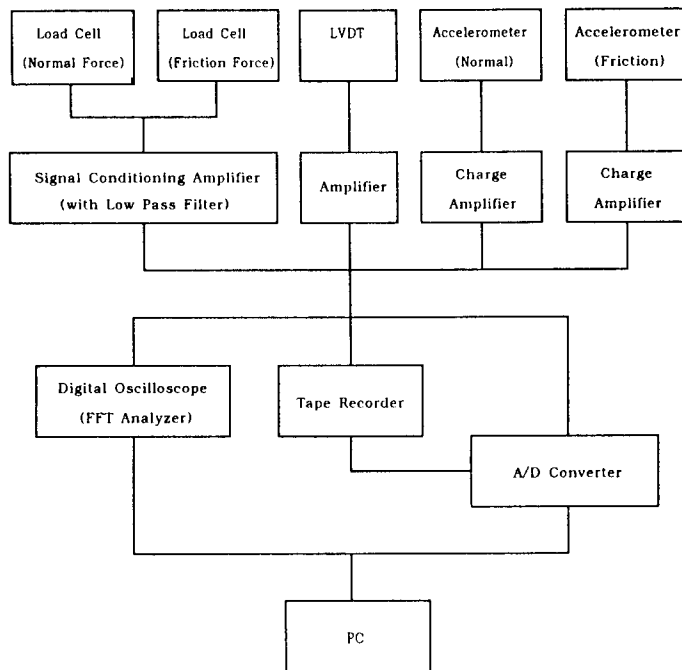 Load Cell
(Normal Force)
Load Cell
(Friction Force)
LVDT
Accelerometer
(Normal)
Accelerometer
(Friction)
Signal Conditioning Amplifier
(with Low Pass Filter)
Amplifier
Charge
Amplifier
Charge
Amplifier
Digital Oscilloscope
(FFT Analyzer)
Tape Recorder
A/D Converter
PC